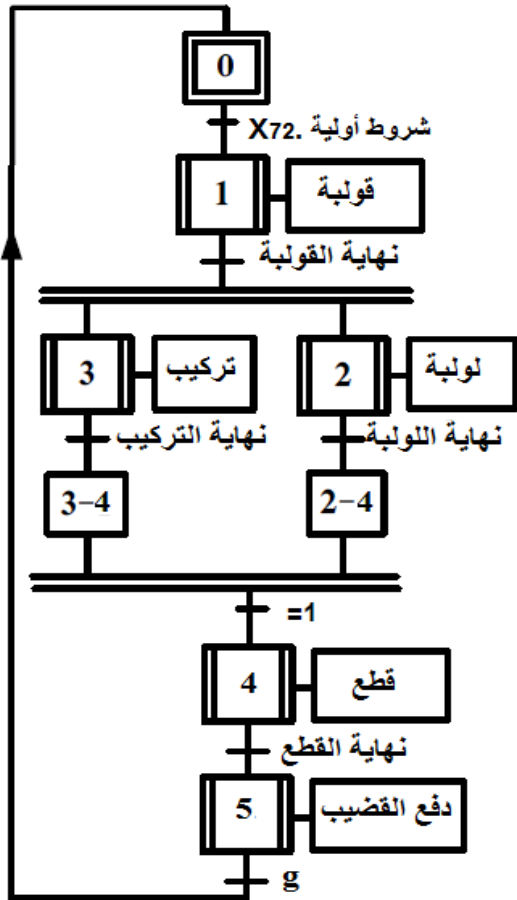 0
شروط أولية .X72
1
قولبة
نهاية القولبة
3
تركيب
2
لولبة
نهاية التركيب
نهاية اللولبة
3-4
2-4
=1
4
قطع
نهاية القطع
5
دفع القضيب
g